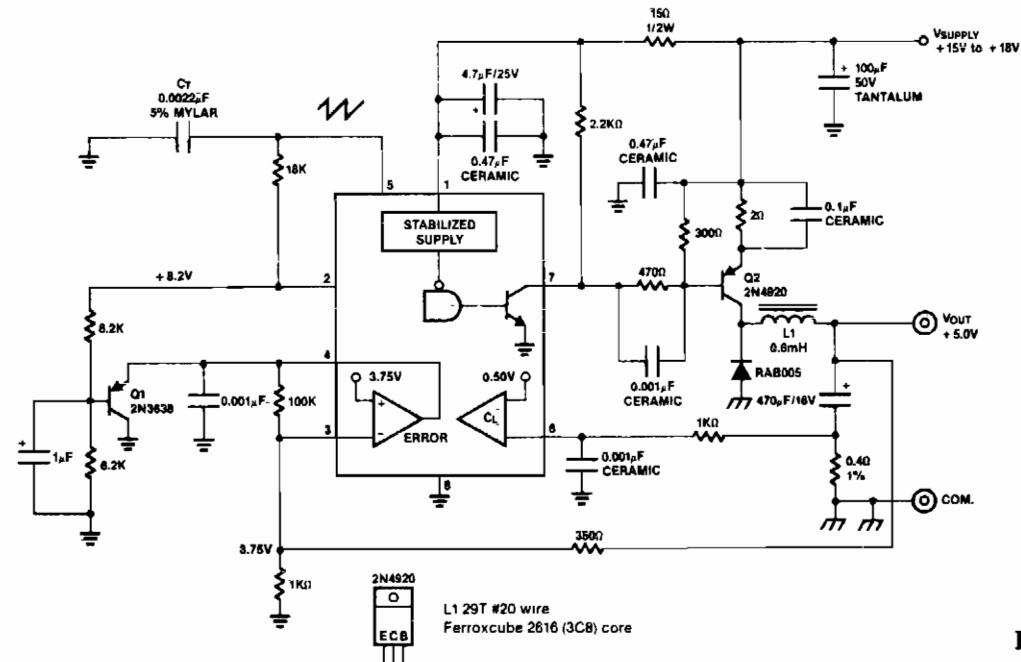 15Ω
1/2W
VSUPPLY
+15V to +18V
+ 100μF
50V
TANTALUM
CT
0.0022μF
5% MYLAR
4.7μF/25V
+
0.47μF
CERAMIC
2.2KΩ
18K
5
1
0.47μF
CERAMIC
300Ω
2Ω
0.1μF
CERAMIC
STABILIZED
SUPPLY
+8.2V
2
7
470Ω
Q2
2N4920
8.2K
L1
0.6mH
VOUT
+5.0V
4
3.75V
0.50V
0.001μF
CERAMIC
RAB005
+
470μF/16V
Q1
2N3638
0.001μF
100K
+
-
ERROR
CL
-
3
6
1KΩ
+
1μF
6.2K
0.001μF
CERAMIC
0.4Ω
1%
8
COM.
3.75V
350Ω
1KΩ
2N4920
E C B
L1 29T #20 wire
Ferroxcube 2616 (3C8) core